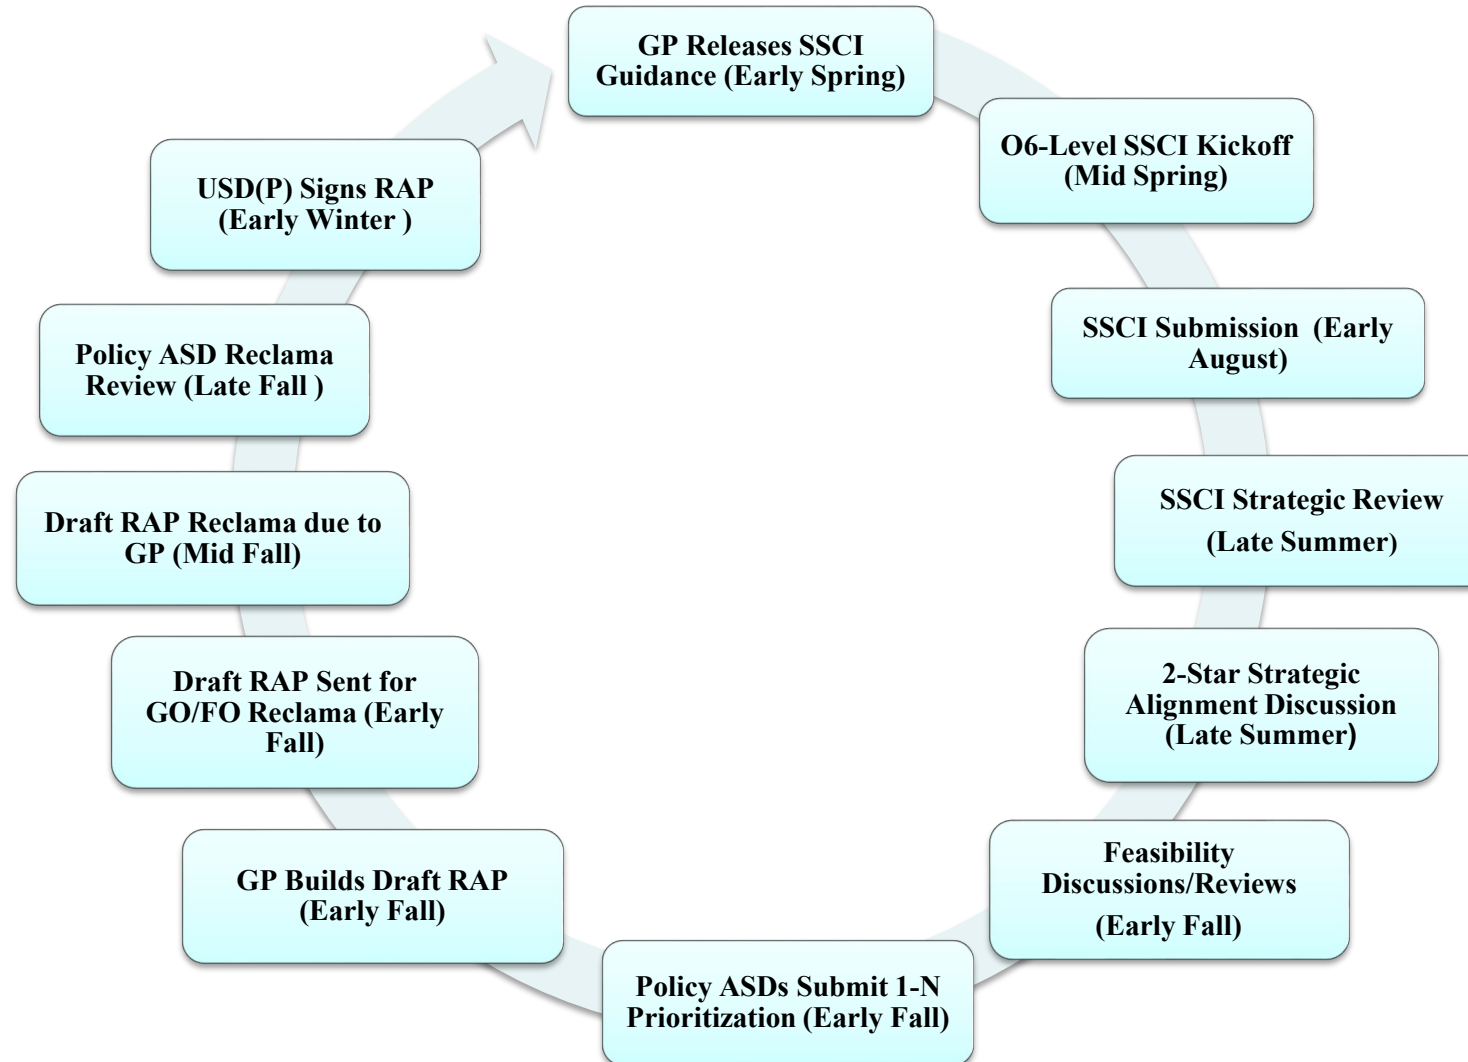 GP Releases SSCI
Guidance (Early Spring)
O6-Level SSCI Kickoff
(Mid Spring)
SSCI Submission  (Early
August)
SSCI Strategic Review
(Late Summer)
2-Star Strategic
Alignment Discussion
(Late Summer)
Feasibility
Discussions/Reviews
(Early Fall)
Policy ASDs Submit 1-N
Prioritization (Early Fall)
GP Builds Draft RAP
(Early Fall)
Draft RAP Sent for
GO/FO Reclama (Early
Fall)
Draft RAP Reclama due to
GP (Mid Fall)
Policy ASD Reclama
Review (Late Fall )
USD(P) Signs RAP
(Early Winter )